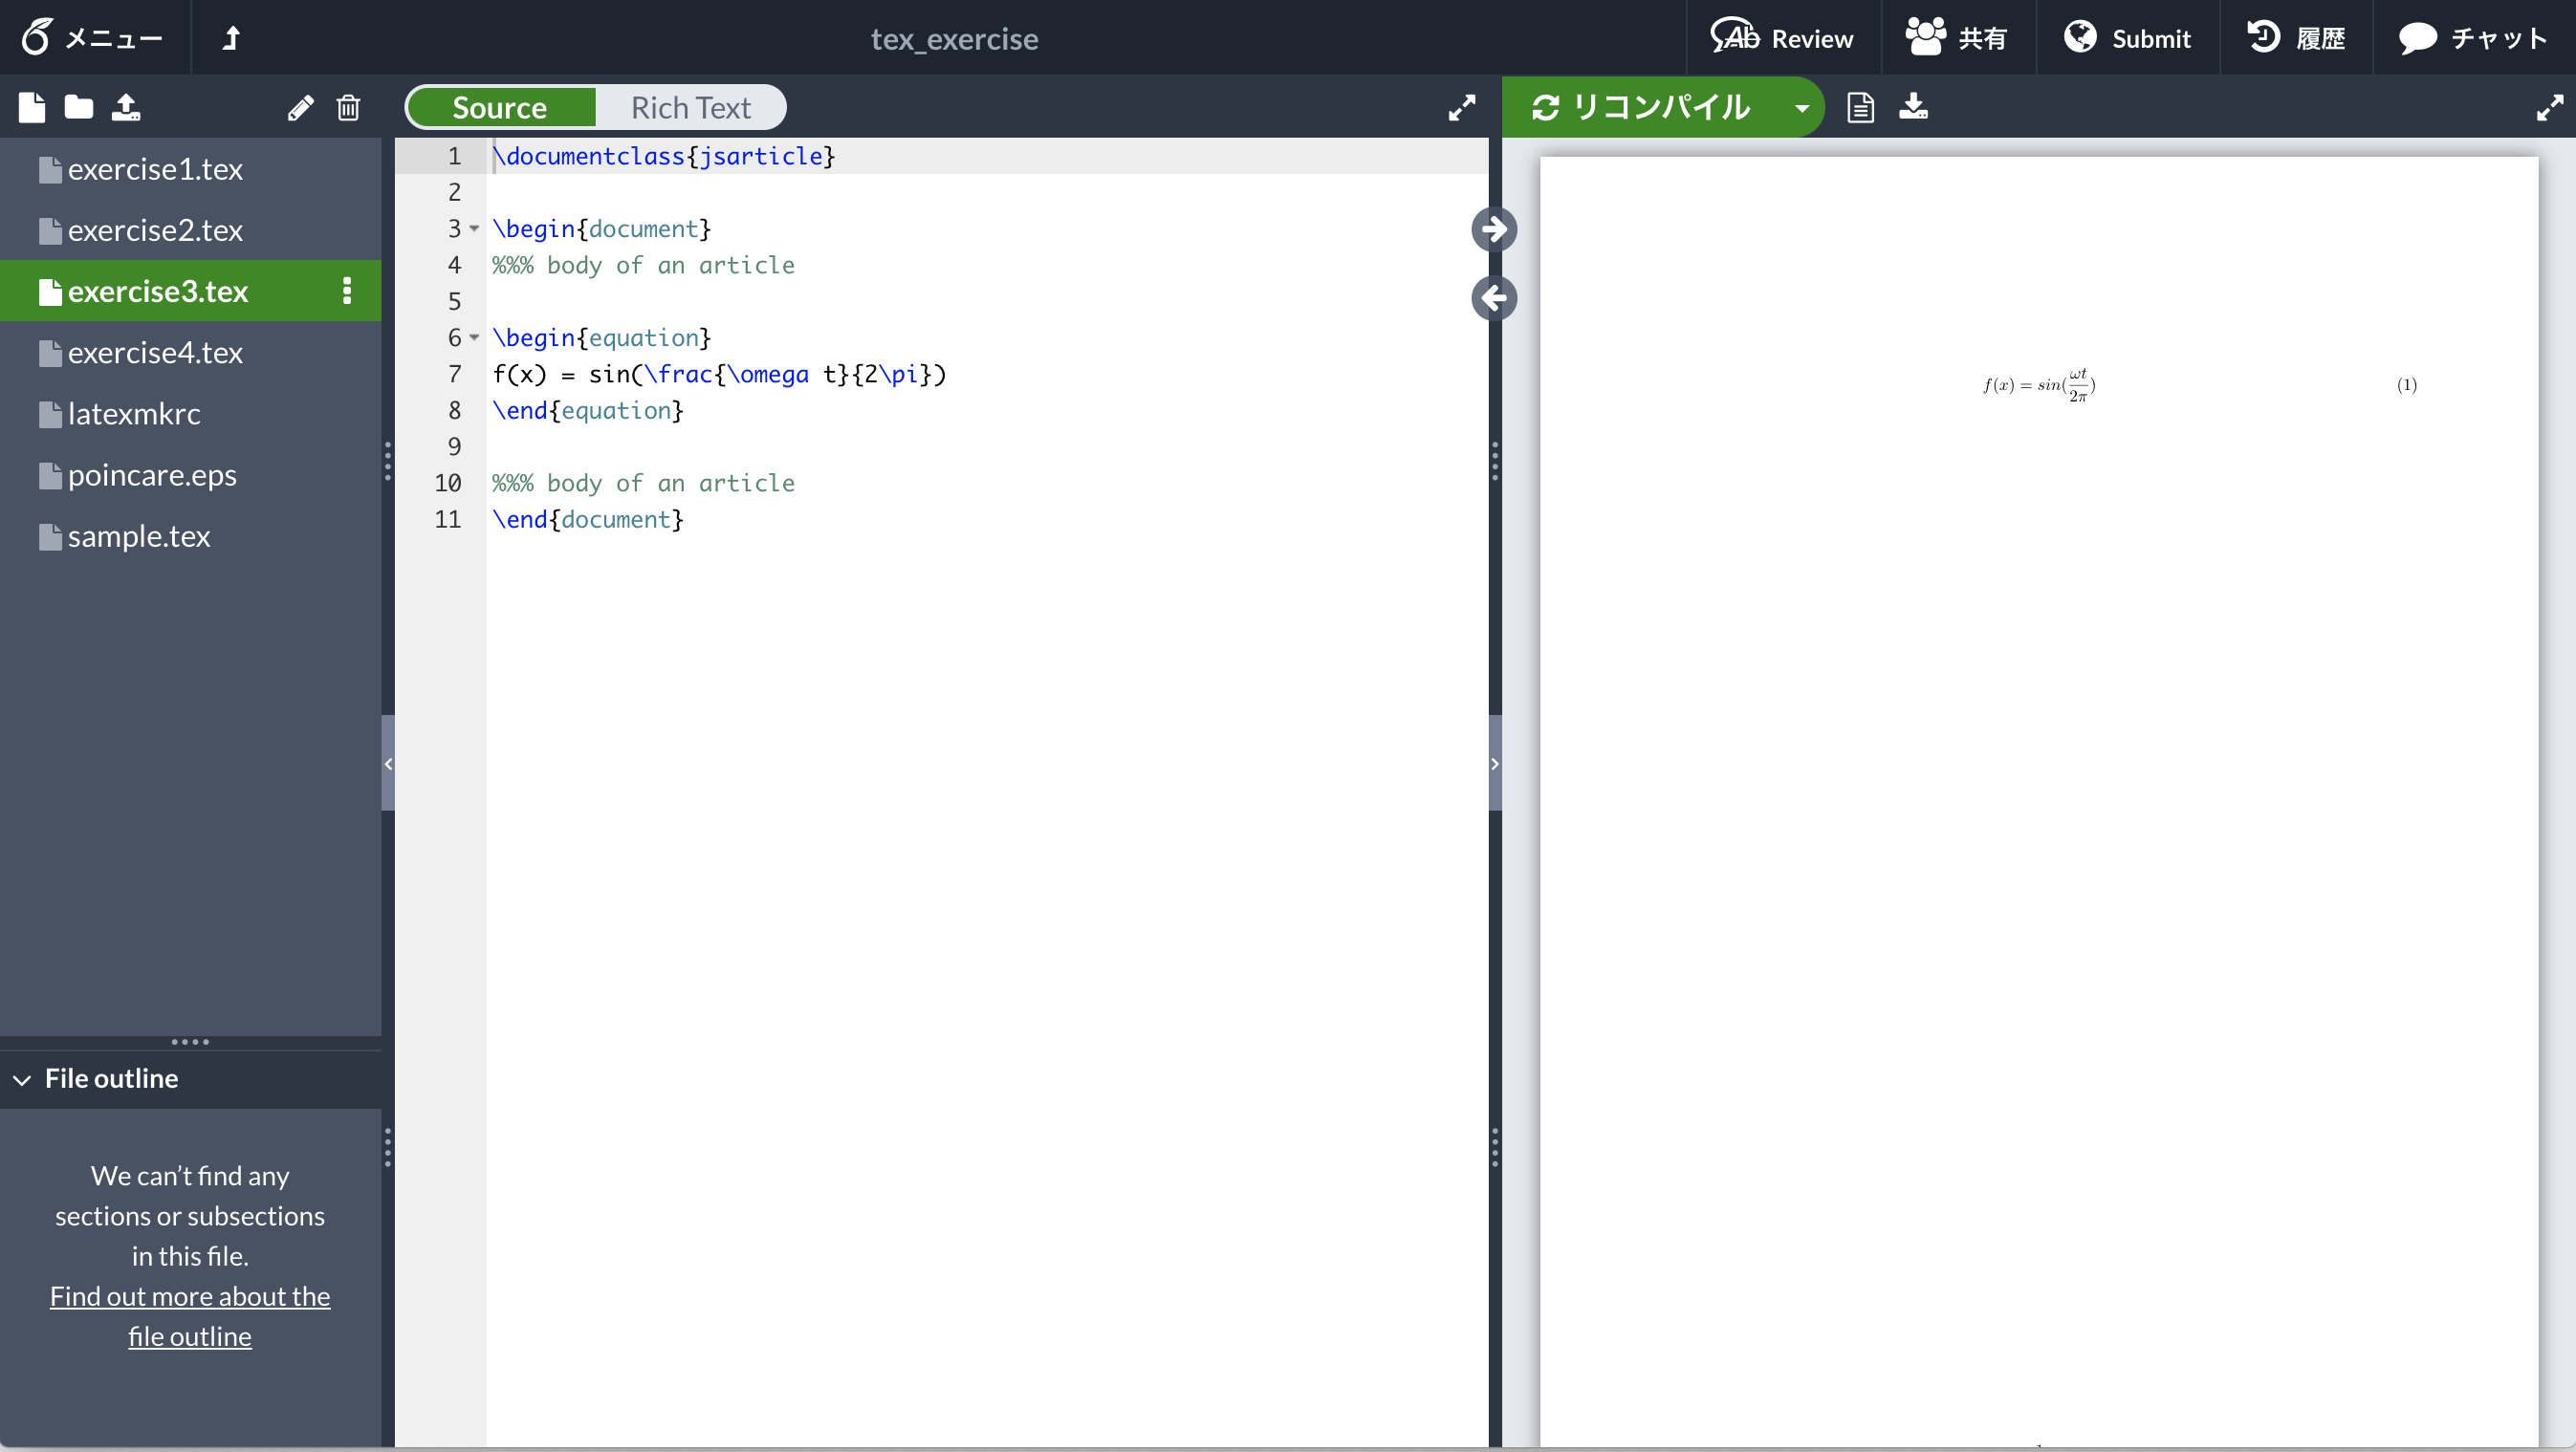 メニュー
tex_exercise
Review
共有
Submit
履歴
チャット
Source
Rich Text
リコンパイル
exercise1.tex
exercise2.tex
exercise3.tex
exercise4.tex
latexmkrc
poincare.eps
sample.tex
File outline
We can’t find any
sections or subsections
in this file.
Find out more about the
file outline
1 \documentclass{jsarticle}
2
3 \begin{document}
4 %%% body of an article
5
6 \begin{equation}
7 f(x) = sin(\frac{\omega t}{2\pi})
8 \end{equation}
9
10 %%% body of an article
11 \end{document}
f(x) = sin(ωt/2π) (1)